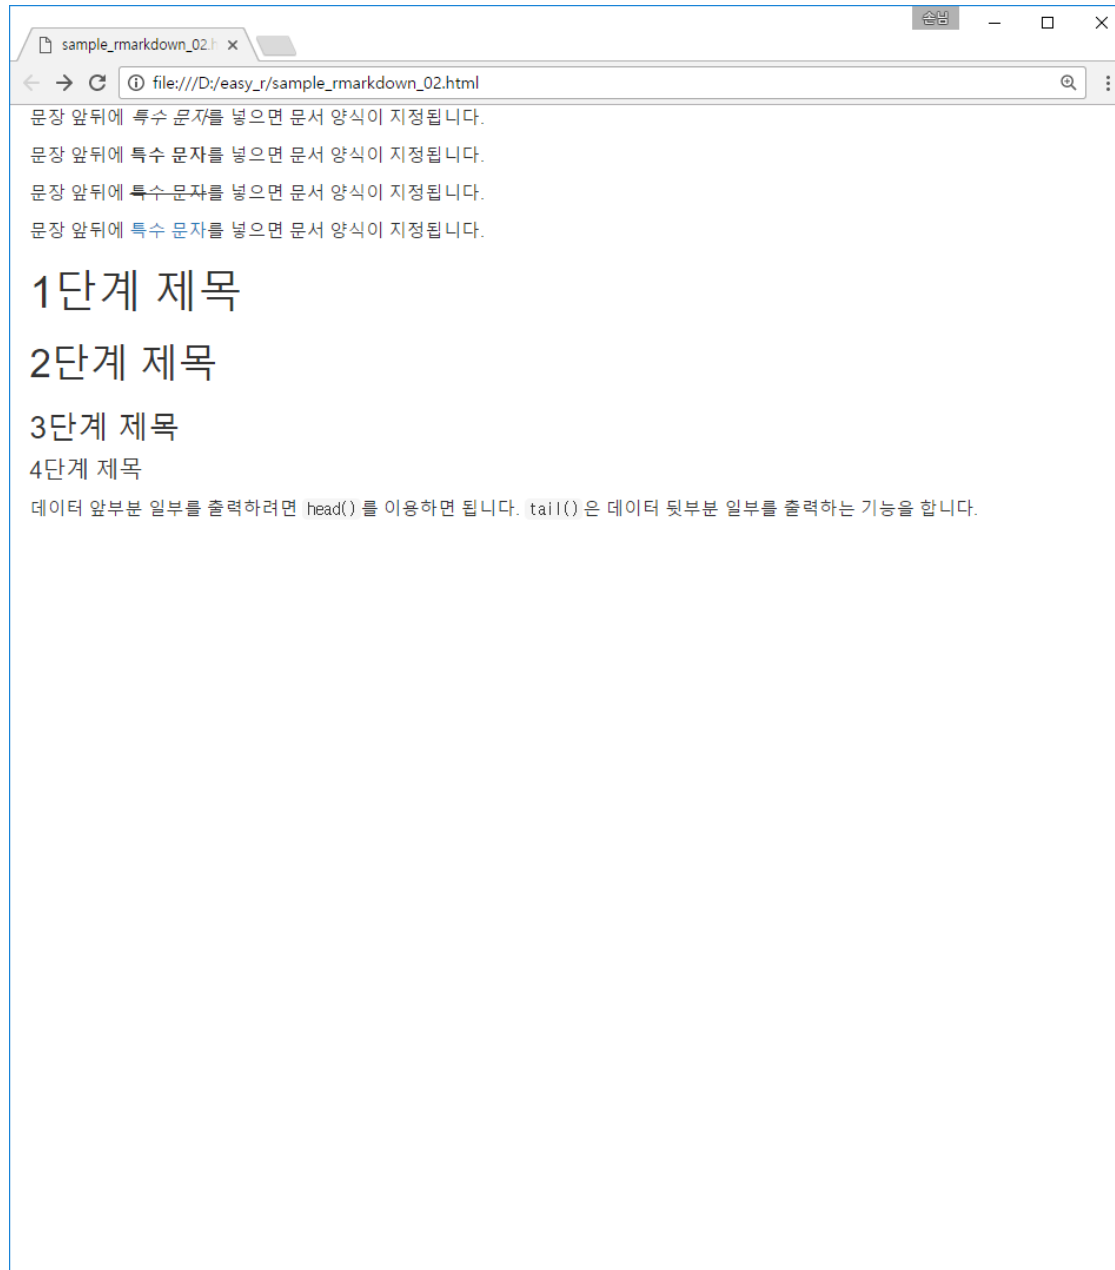 손님
sample_rmarkdown_02.h
file:///D:/easy_r/sample_rmarkdown_02.html
문장 앞뒤에 특수 문자를 넣으면 문서 양식이 지정됩니다.
문장 앞뒤에 특수 문자를 넣으면 문서 양식이 지정됩니다.
문장 앞뒤에 특수 문자를 넣으면 문서 양식이 지정됩니다.
문장 앞뒤에 특수 문자를 넣으면 문서 양식이 지정됩니다.
1단계 제목
2단계 제목
3단계 제목
4단계 제목
데이터 앞부분 일부를 출력하려면 head() 를 이용하면 됩니다. tail() 은 데이터 뒷부분 일부를 출력하는 기능을 합니다.